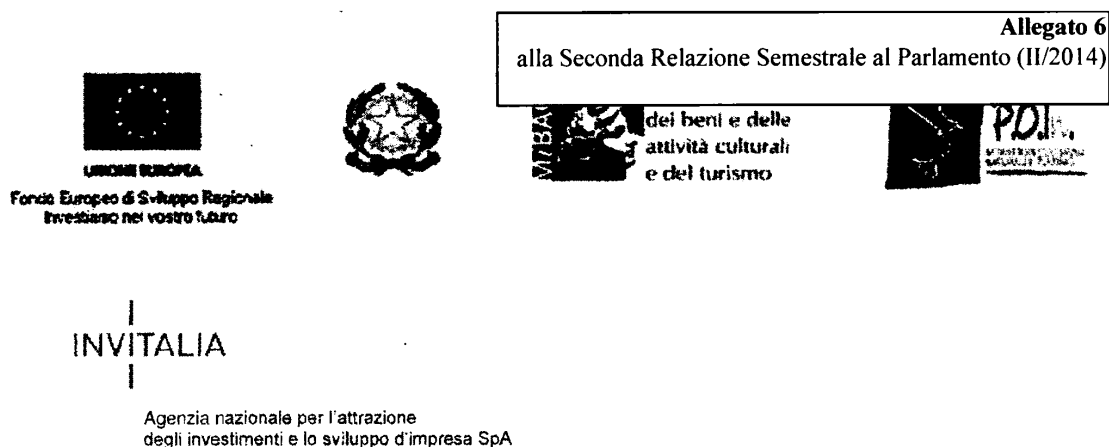 Allegato 6
alla Seconda Relazione Semestrale al Parlamento (II/2014)
UNIONE EUROPEA
Fondo Europeo di Sviluppo Regionale
Investiamo nel vostro futuro
MIBAC
dei beni e delle
attività culturali
e del turismo
P.O.In.
INVITALIA
Agenzia nazionale per l'attrazione
degli investimenti e lo sviluppo d'impresa SpA